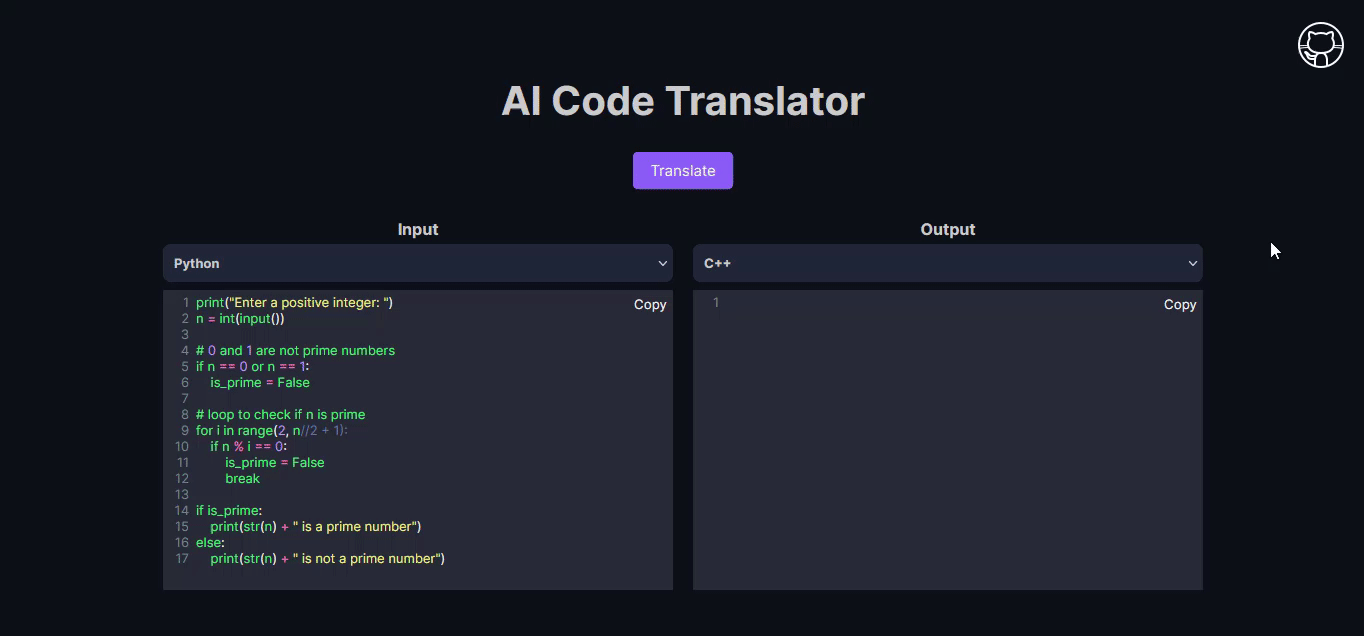 AI Code Translator
Translate
Input
Output
Python
C++
Copy
1 print("Enter a positive integer: ")
2 n = int(input())
3
4 # 0 and 1 are not prime numbers
5 if n == 0 or n == 1:
6 is_prime = False
7
8 # loop to check if n is prime
9 for i in range(2, n//2 + 1):
10 if n % i == 0:
11 is_prime = False
12 break
13
14 if is_prime:
15 print(str(n) + " is a prime number")
16 else:
17 print(str(n) + " is not a prime number")
1
Copy